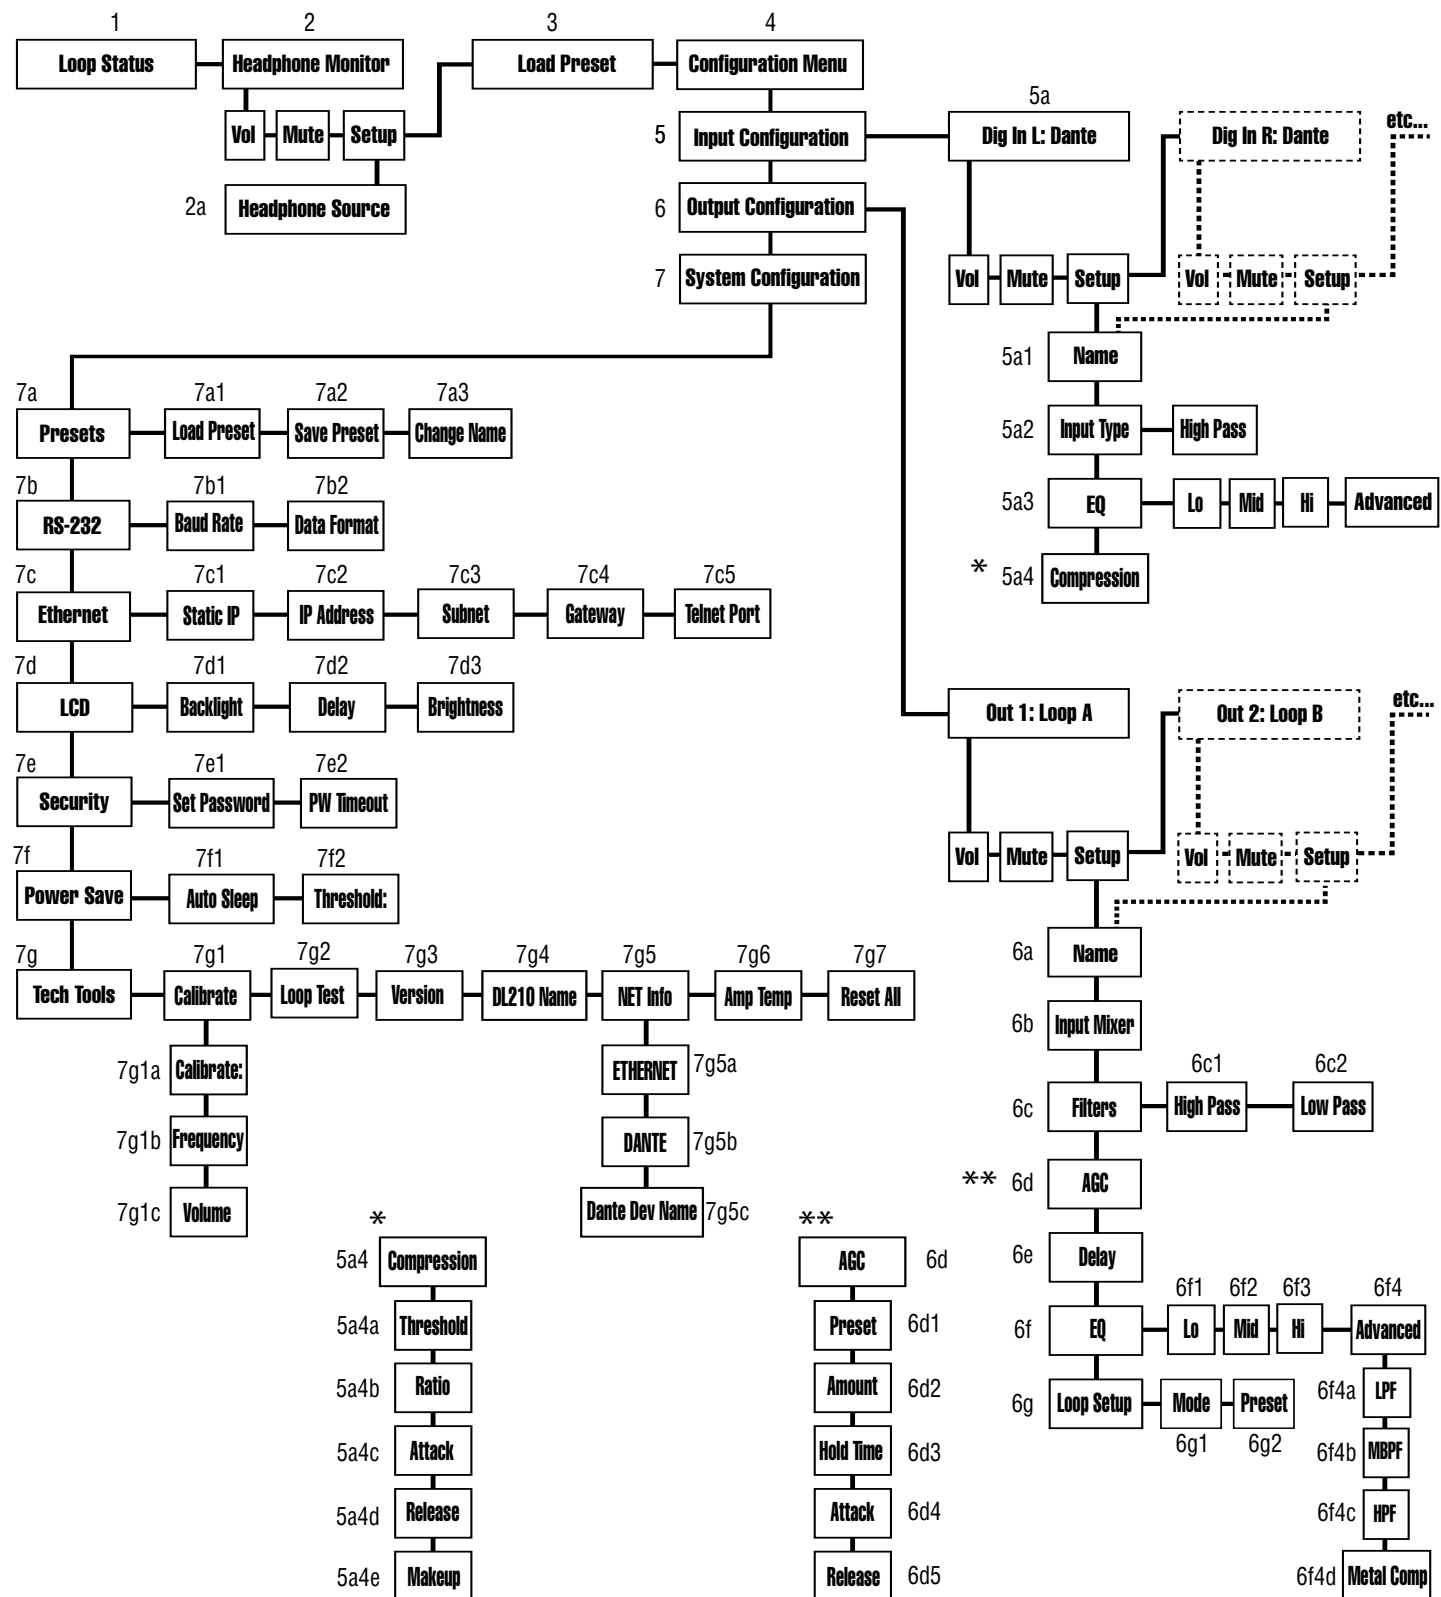 1 2 3 4
Loop Status Headphone Monitor Load Preset Configuration Menu
5a
Vol Mute Setup
5 Input Configuration Dig In L: Dante Dig In R: Dante etc...
2a Headphone Source
6 Output Configuration
7 System Configuration
Vol Mute Setup Vol Mute Setup
5a1 Name
7a 7a1 7a2 7a3
Presets Load Preset Save Preset Change Name
5a2 Input Type High Pass
7b 7b1 7b2
RS-232 Baud Rate Data Format
5a3 EQ Lo Mid Hi Advanced
7c 7c1 7c2 7c3 7c4 7c5
* 5a4 Compression
Ethernet Static IP IP Address Subnet Gateway Telnet Port
7d 7d1 7d2 7d3
LCD Backlight Delay Brightness
Out 1: Loop A Out 2: Loop B etc...
7e 7e1 7e2
Security Set Password PW Timeout
7f 7f1 7f2
Vol Mute Setup Vol Mute Setup
Power Save Auto Sleep Threshold:
7g 7g1 7g2 7g3 7g4 7g5 7g6 7g7
6a Name
Tech Tools Calibrate Loop Test Version DL210 Name NET Info Amp Temp Reset All
6b Input Mixer
7g1a Calibrate: ETHERNET 7g5a
6c1 6c2
6c Filters High Pass Low Pass
7g1b Frequency DANTE 7g5b
** 6d AGC
7g1c Volume Dante Dev Name 7g5c
* **
5a4 Compression AGC 6d
6e Delay
6f1 6f2 6f3 6f4
5a4a Threshold Preset 6d1
6f EQ Lo Mid Hi Advanced
5a4b Ratio Amount 6d2
6f4a LPF
6g Loop Setup Mode Preset
6g1 6g2
5a4c Attack Hold Time 6d3
6f4b MBPF
5a4d Release Attack 6d4
6f4c HPF
5a4e Makeup Release 6d5
6f4d Metal Comp